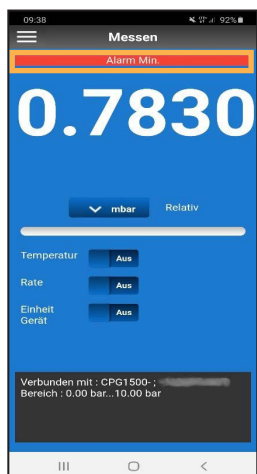 09:38 92%
Messen
Alarm Min.
0.7830
mbar Relativ
Temperatur Aus
Rate Aus
Einheit
Gerät Aus
Verbunden mit : CPG1500- ;
Bereich : 0.00 bar...10.00 bar